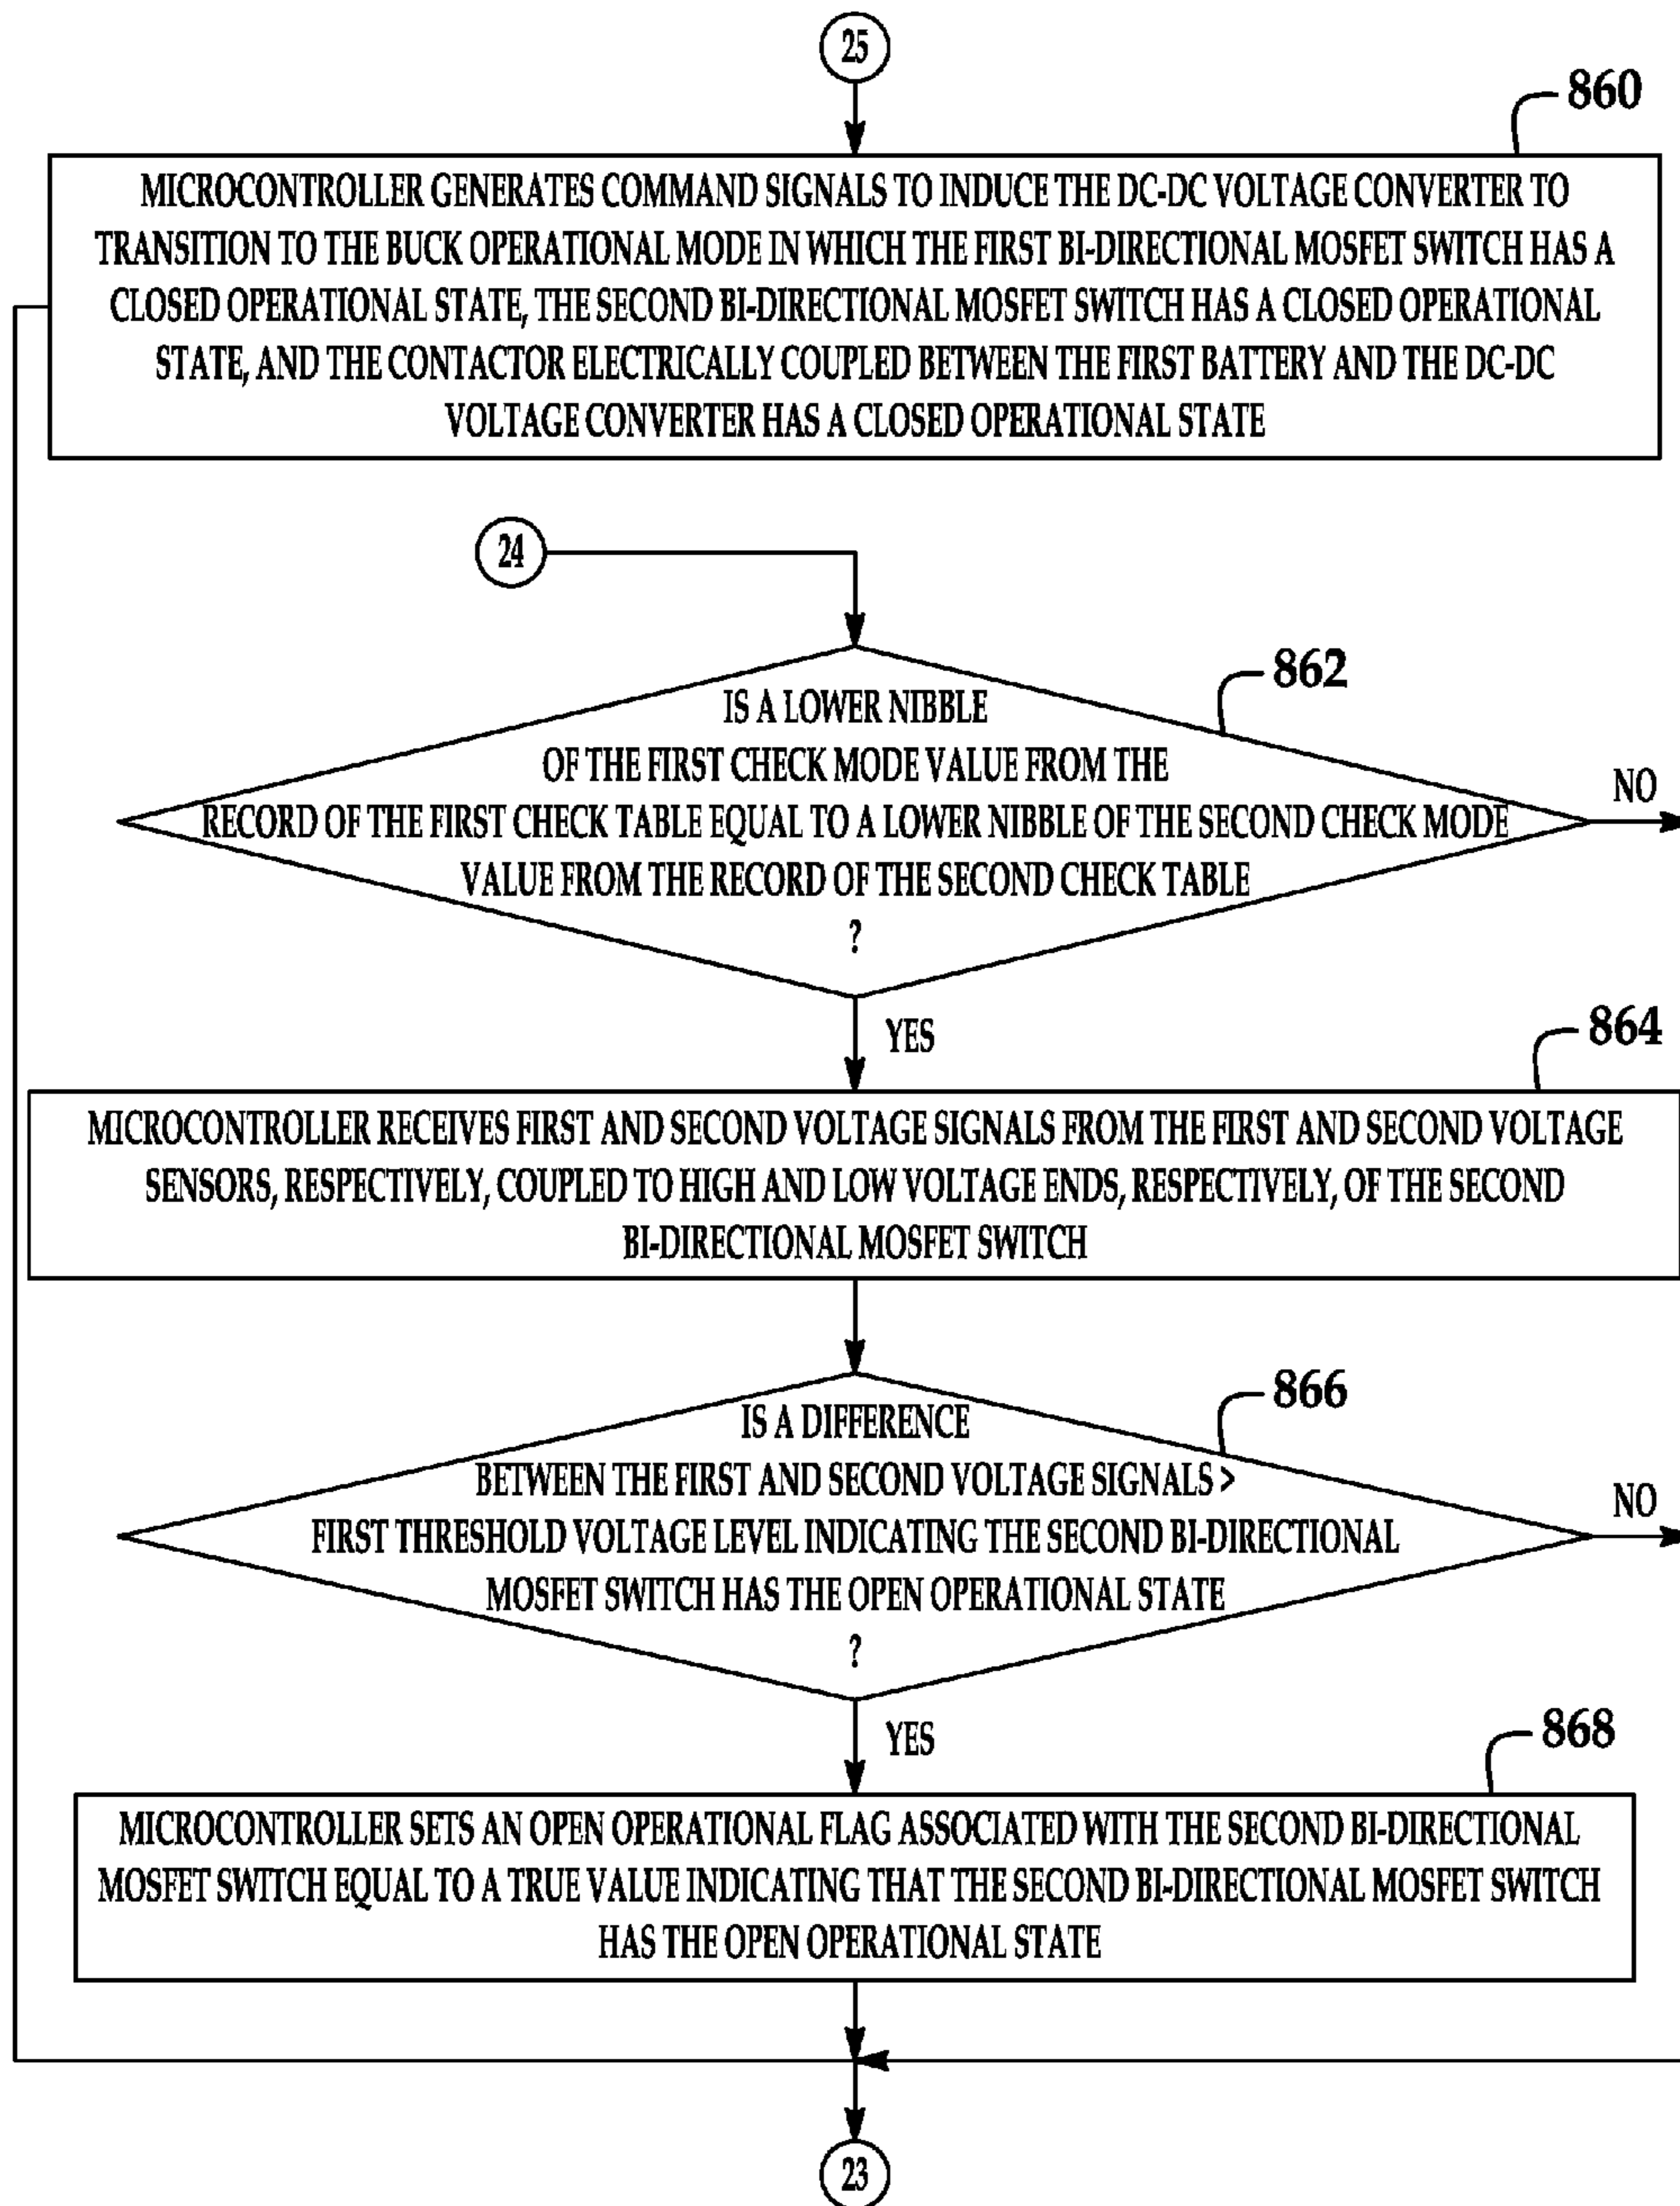 25
860
MICROCONTROLLER GENERATES COMMAND SIGNALS TO INDUCE THE DC-DC VOLTAGE CONVERTER TO
TRANSITION TO THE BUCK OPERATIONAL MODE IN WHICH THE FIRST BI-DIRECTIONAL MOSFET SWITCH HAS A
CLOSED OPERATIONAL STATE, THE SECOND BI-DIRECTIONAL MOSFET SWITCH HAS A CLOSED OPERATIONAL
STATE, AND THE CONTACTOR ELECTRICALLY COUPLED BETWEEN THE FIRST BATTERY AND THE DC-DC
VOLTAGE CONVERTER HAS A CLOSED OPERATIONAL STATE
24
862
IS A LOWER NIBBLE
OF THE FIRST CHECK MODE VALUE FROM THE
RECORD OF THE FIRST CHECK TABLE EQUAL TO A LOWER NIBBLE OF THE SECOND CHECK MODE
VALUE FROM THE RECORD OF THE SECOND CHECK TABLE
?
NO
YES
864
MICROCONTROLLER RECEIVES FIRST AND SECOND VOLTAGE SIGNALS FROM THE FIRST AND SECOND VOLTAGE
SENSORS, RESPECTIVELY, COUPLED TO HIGH AND LOW VOLTAGE ENDS, RESPECTIVELY, OF THE SECOND
BI-DIRECTIONAL MOSFET SWITCH
866
IS A DIFFERENCE
BETWEEN THE FIRST AND SECOND VOLTAGE SIGNALS >
FIRST THRESHOLD VOLTAGE LEVEL INDICATING THE SECOND BI-DIRECTIONAL
MOSFET SWITCH HAS THE OPEN OPERATIONAL STATE
?
NO
YES
868
MICROCONTROLLER SETS AN OPEN OPERATIONAL FLAG ASSOCIATED WITH THE SECOND BI-DIRECTIONAL
MOSFET SWITCH EQUAL TO A TRUE VALUE INDICATING THAT THE SECOND BI-DIRECTIONAL MOSFET SWITCH
HAS THE OPEN OPERATIONAL STATE
23